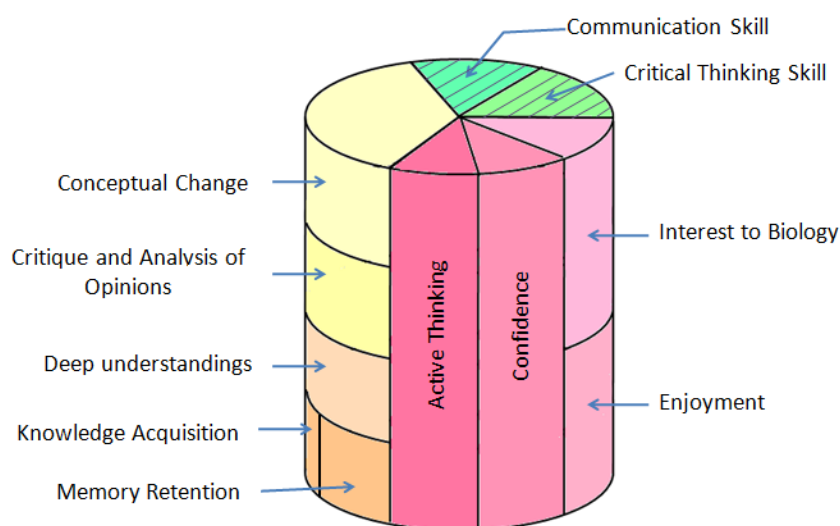 Communication Skill
Critical Thinking Skill
Conceptual Change
Critique and Analysis of
Opinions
Deep understandings
Knowledge Acquisition
Memory Retention
Active Thinking
Confidence
Interest to Biology
Enjoyment